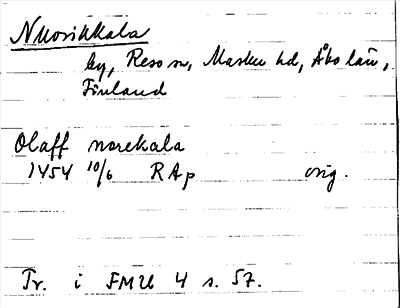 Nuorikkala
by, Reso sn, Masku hd, Åbo län,
Finland
Olaff norekala
1454 10/6 RAp orig.
Tr. i FMU 4 s. 57.